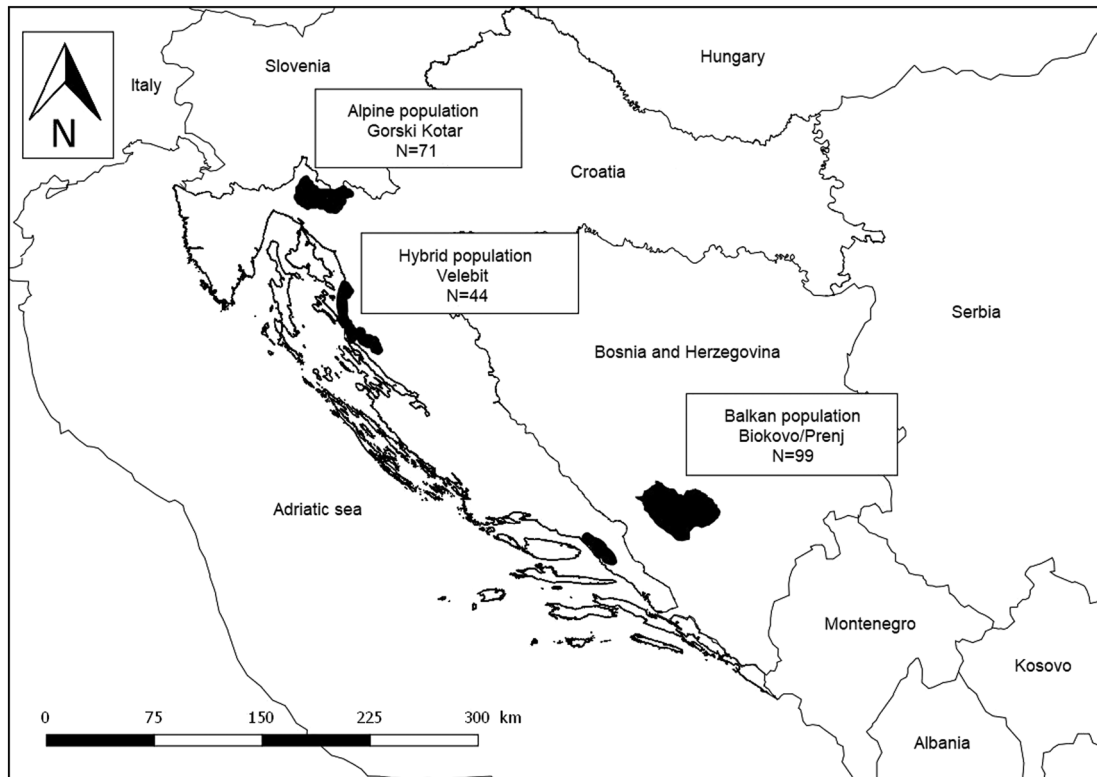 Hungary
Slovenia
Italy
N
Alpine population
Gorski Kotar
N=71
Croatia
Hybrid population
Velebit
N=44
Serbia
Bosnia and Herzegovina
Balkan population
Biokovo/Prenj
N=99
Adriatic sea
Montenegro
Kosovo
0 75 150 225 300 km
Albania